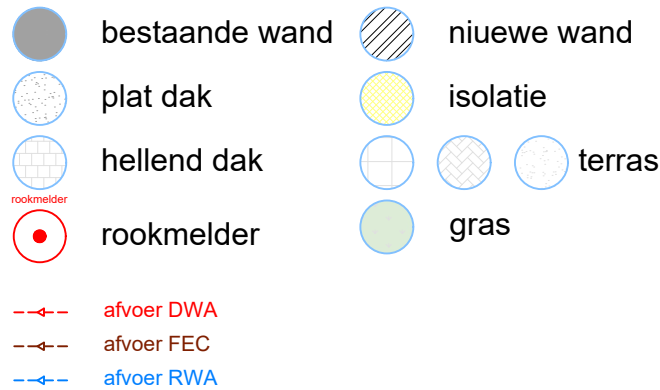 bestaande wand
niuewe wand
plat dak
isolatie
hellend dak
terras
rookmelder
rookmelder
gras
afvoer DWA
afvoer FEC
afvoer RWA